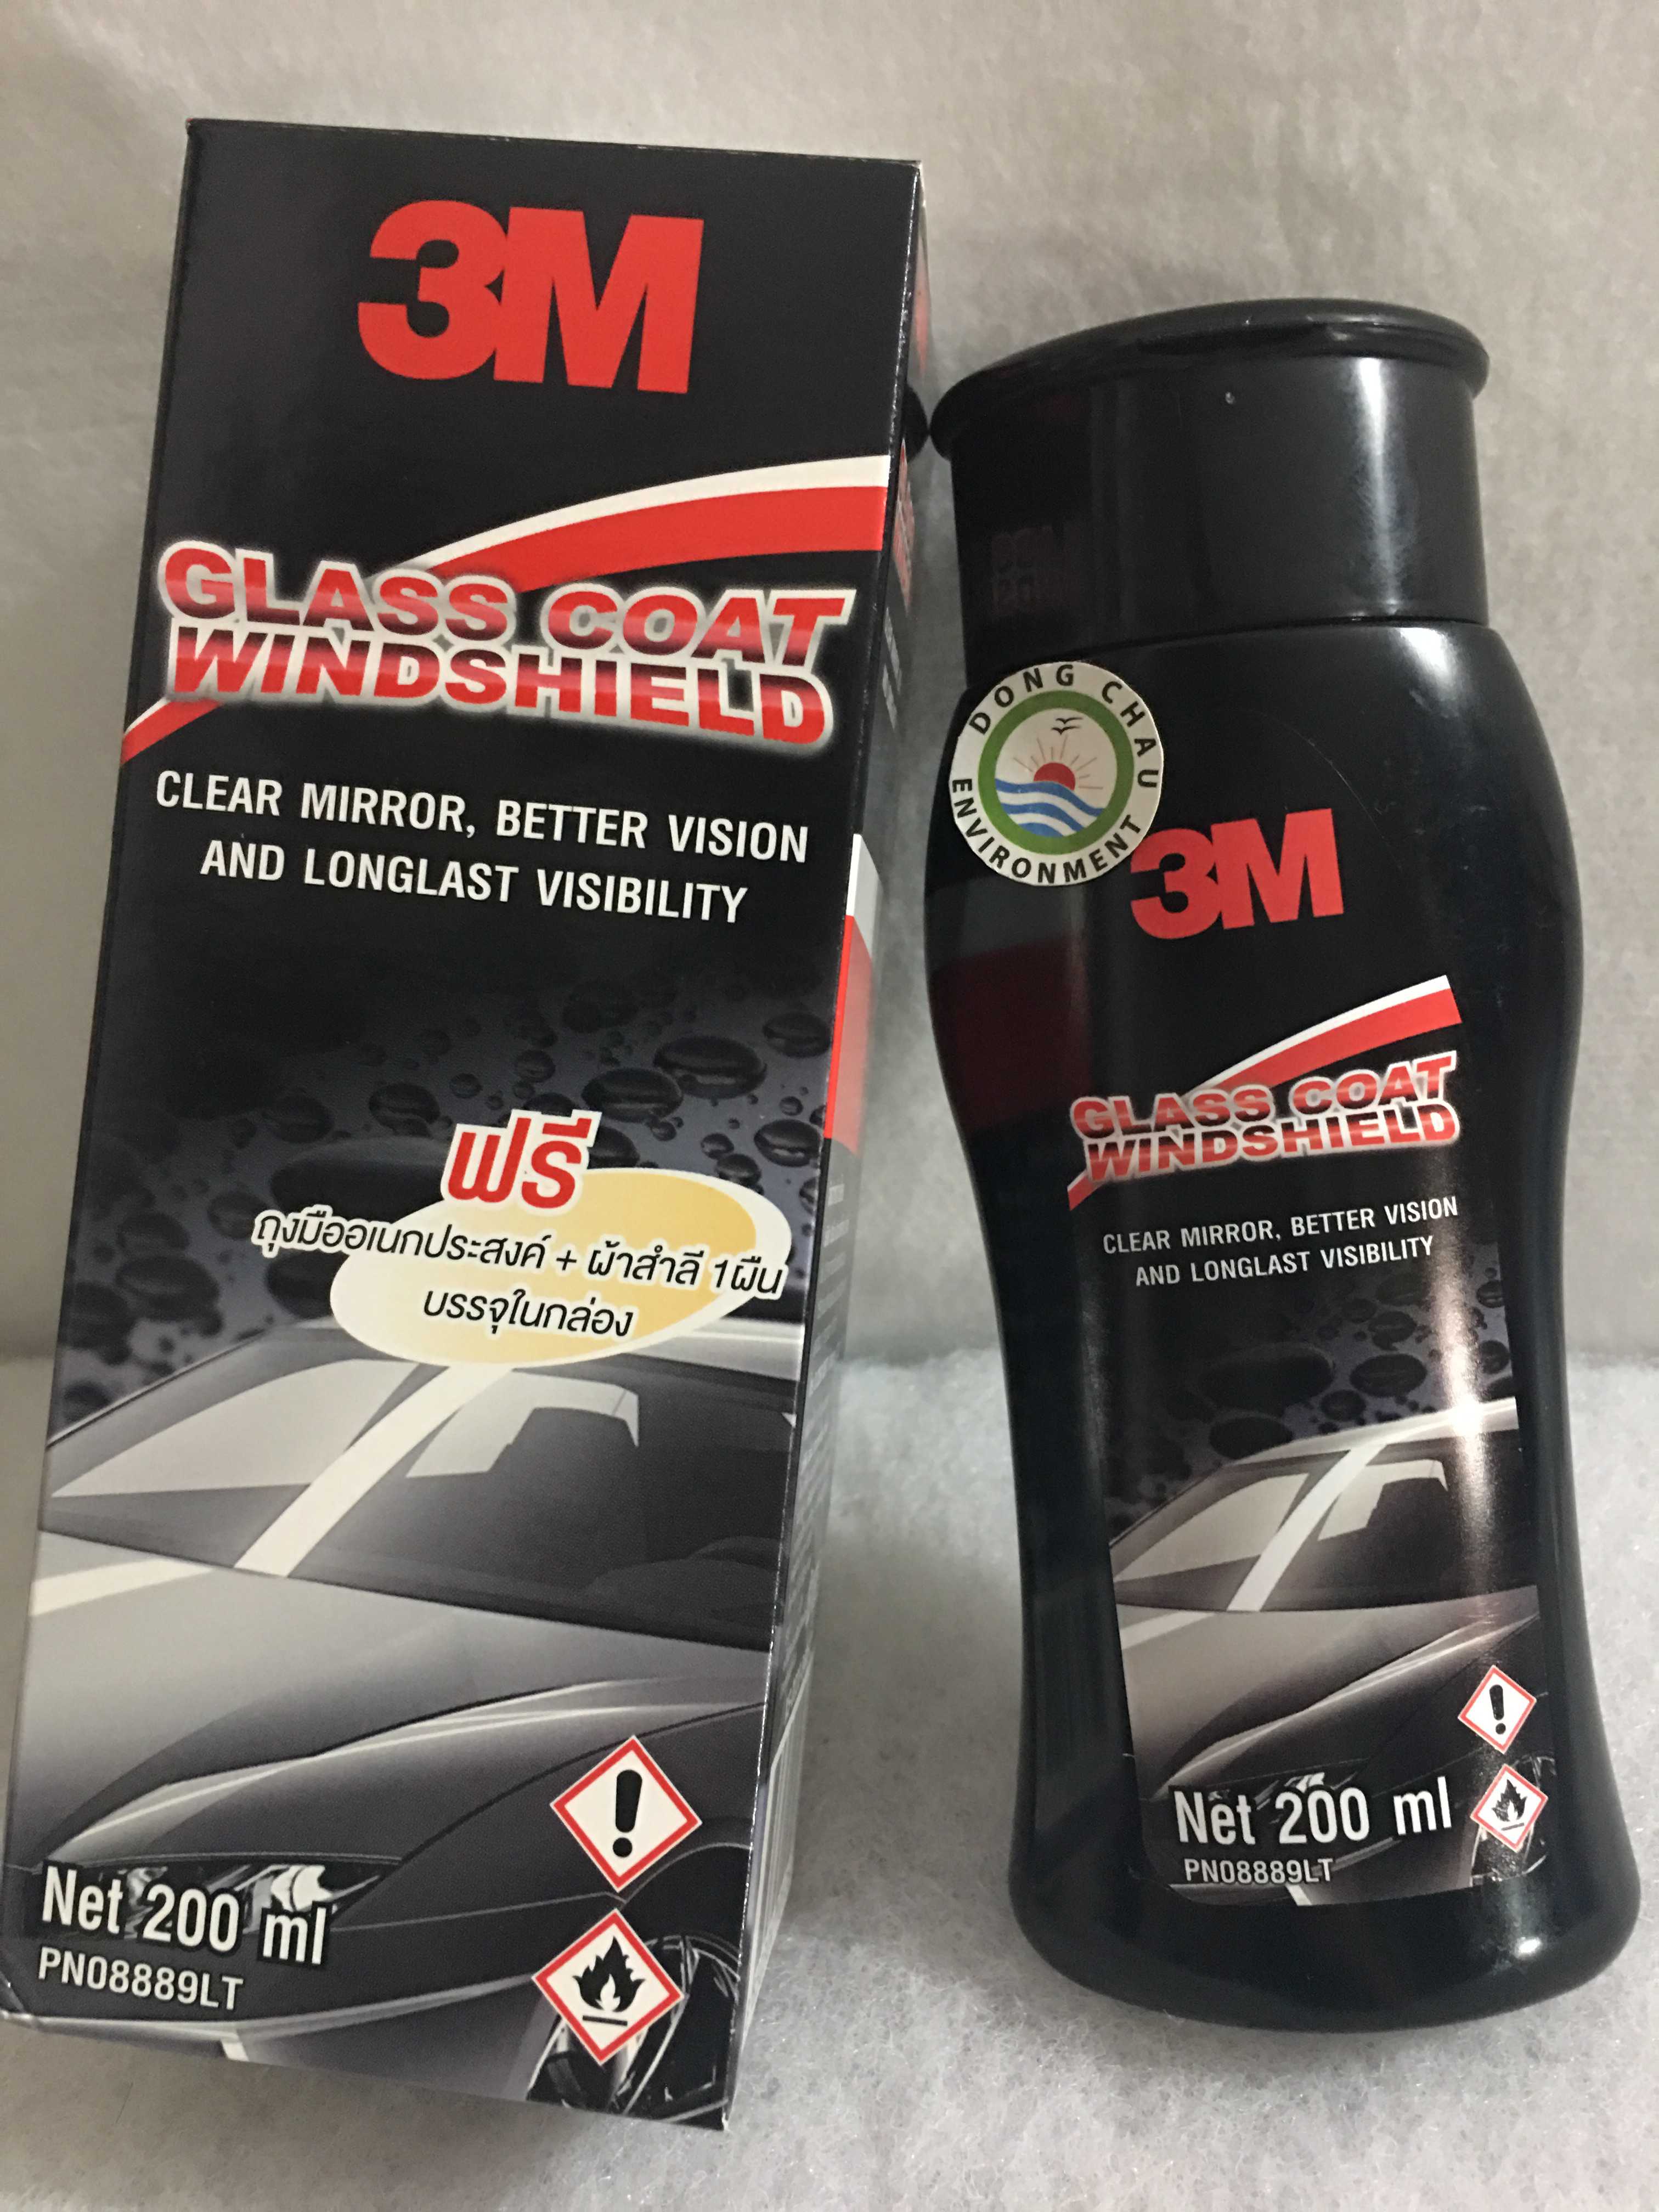 3M
GLASS COAT
WINDSHIELD
CLEAR MIRROR, BETTER VISION
AND LONGLAST VISIBILITY
ฟรี
ถุงมืออเนกประสงค์ + ผ้าสำลี 1ผืน
บรรจุในกล่อง
Net 200 ml
PN08889LT
DONG CHAU
ENVIRONMENT
3M
GLASS COAT
WINDSHIELD
CLEAR MIRROR, BETTER VISION
AND LONGLAST VISIBILITY
Net 200 ml
PN08889LT